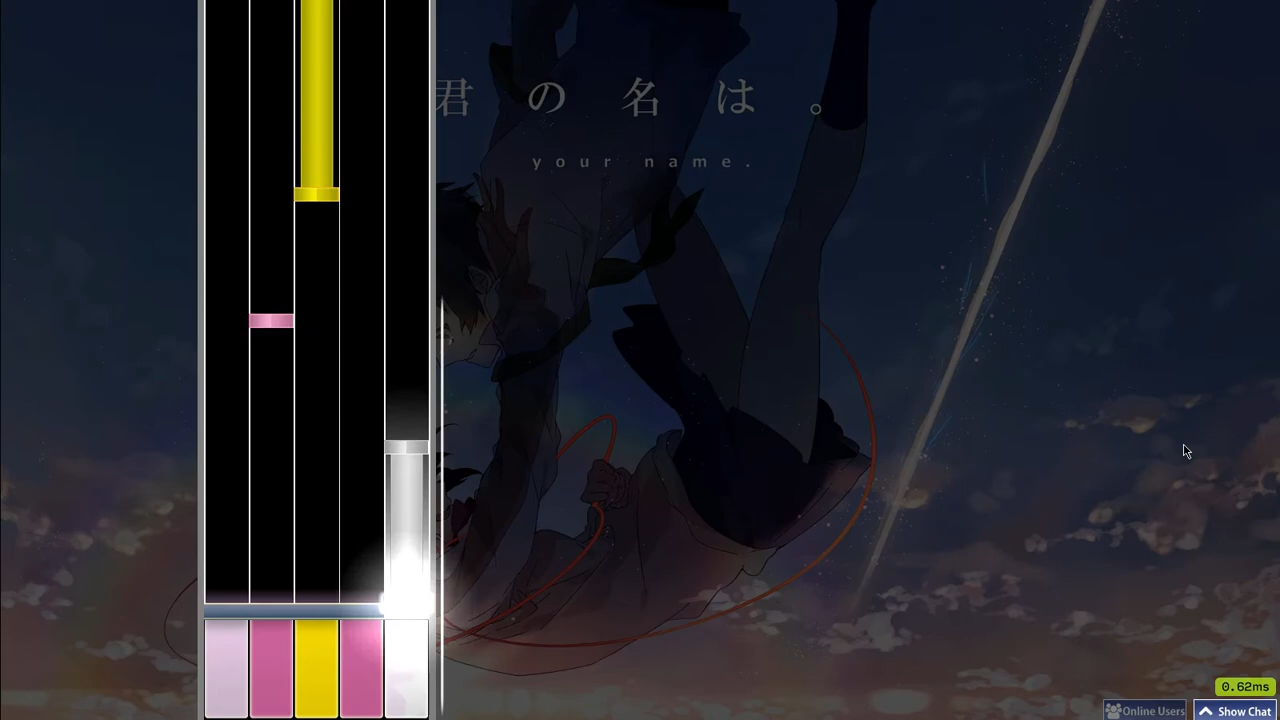 君の名は。
your name.
0.62ms
Online Users
Show Chat